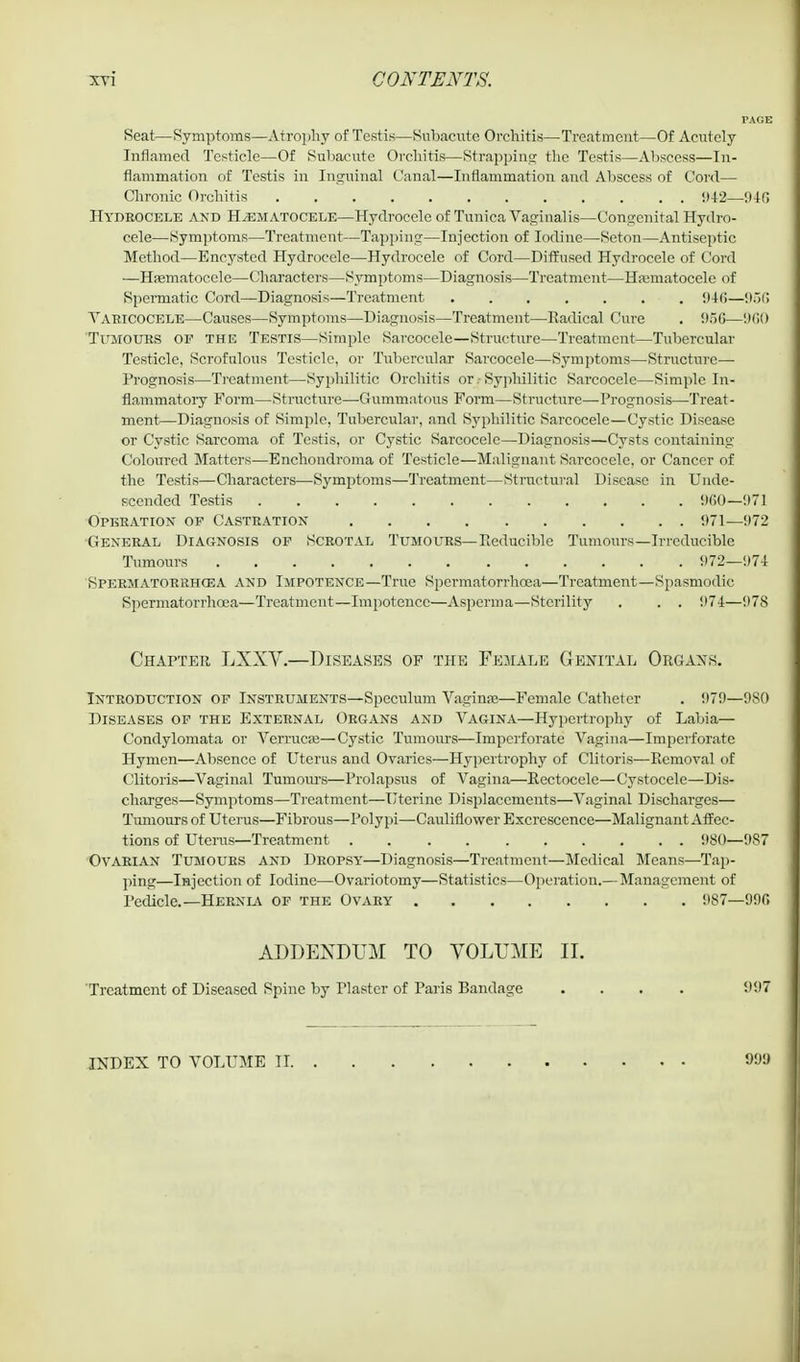 xvi CONTENTS.
PAGE
Seat—Symptoms—Atrophy of Testis—Subacute Orchitis—Treatment—Of Acutely
Inflamed Testicle—Of Subacute Orchitis—Strapping the Testis—Abscess—In-
flammation of Testis in Inguinal Canal—Inflammation and Abscess of Cord—
Chronic Orchitis . . . . . . . . . . . . . 942—946
HYDROCELE AND HÆMATOCELE—Hydrocele of Tunica Vaginalis—Congenital Hydro-
cele—Symptoms—Treatment—Tapping—Injection of Iodine—Seton—Antiseptic
Method—Encysted Hydrocele—Hydrocele of Cord—Diffused Hydrocele of Cord
—Hæmatocele—Characters—Symptoms—Diagnosis—Treatment—Hæmatocele of
Spermatic Cord—Diagnosis—Treatment . . . . . . . 946—956
VARICOCELE—Causes—Symptoms—Diagnosis—Treatment—Radical Cure . 956—960
TUMOURS OF THE TESTIS—Simple Sarcocele—Structure—Treatment—Tubercular
Testicle, Scrofulous Testicle, or Tubercular Sarcocele—Symptoms—Structure—
Prognosis—Treatment—Syphilitic Orchitis or Syphilitic Sarcocele—Simple In-
flammatory Form—Structure—Gummatous Form—Structure—Prognosis—Treat-
ment—Diagnosis of Simple, Tubercular, and Syphilitic Sarcocele—Cystic Disease
or Cystic Sarcoma of Testis, or Cystic Sarcocele—Diagnosis—Cysts containing
Coloured Matters—Enchondroma of Testicle—Malignant Sarcocele, or Cancer of
the Testis—Characters—Symptoms—Treatment—Structural Disease in Unde-
scended Testis . . . . . . . . . . . . 960—971
OPERATION OF CASTRATION . . . . . . . . . . 971—972
GENERAL DIAGNOSIS OF SCROTAL TUMOURS—Reducible Tumours—Irreducible
Tumours . . . . . . . . . . . . . 972—974
SPERMATORRHŒA AND IMPOTENCE—True Spermatorrhœa—Treatment—Spasmodic
Spermatorrhœa—Treatment—Impotence—Asperma—Sterility . . . 974—978
CHAPTER LXXV.—DISEASES OF THE FEMALE GENITAL ORGANS.
INTRODUCTION OF INSTRUMENTS—Speculum Vaginæ—Female Catheter . 979—980
DISEASES OF THE EXTERNAL ORGANS AND VAGINA—Hypertrophy of Labia—
Condylomata or Verrucæ—Cystic Tumours—Imperforate Vagina—Imperforate
Hymen—Absence of Uterus and Ovaries—Hypertrophy of Clitoris—Removal of
Clitoris—Vaginal Tumours—Prolapsus of Vagina—Rectocele—Cystocele—Dis-
charges—Symptoms—Treatment—Uterine Displacements—Vaginal Discharges—
Tumours of Uterus—Fibrous—Polypi—Cauliflower Excrescence—Malignant Affec-
tions of Uterus—Treatment . . . . . . . . . . 980—987
OVARIAN TUMOURS AND DROPSY—Diagnosis—Treatment—Medical Means—Tap-
ping—Injection of Iodine—Ovariotomy—Statistics—Operation.—Management of
Pedicle.—HERNIA OF THE OVARY . . . . . . . . 987—996
ADDENDUM TO VOLUME II.
Treatment of Diseased Spine by Plaster of Paris Bandage . . . . 997
INDEX TO VOLUME II. . . . . . . . . . . . 999